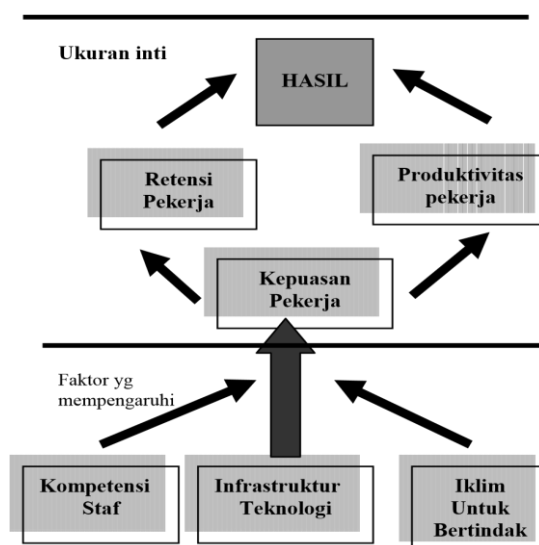 Ukuran inti
HASIL
Retensi
Pekerja
Produktivitas
pekerja
Kepuasan
Pekerja
Faktor yg
mempengaruhi
Kompetensi
Staf
Infrastruktur
Teknologi
Iklim
Untuk
Bertindak